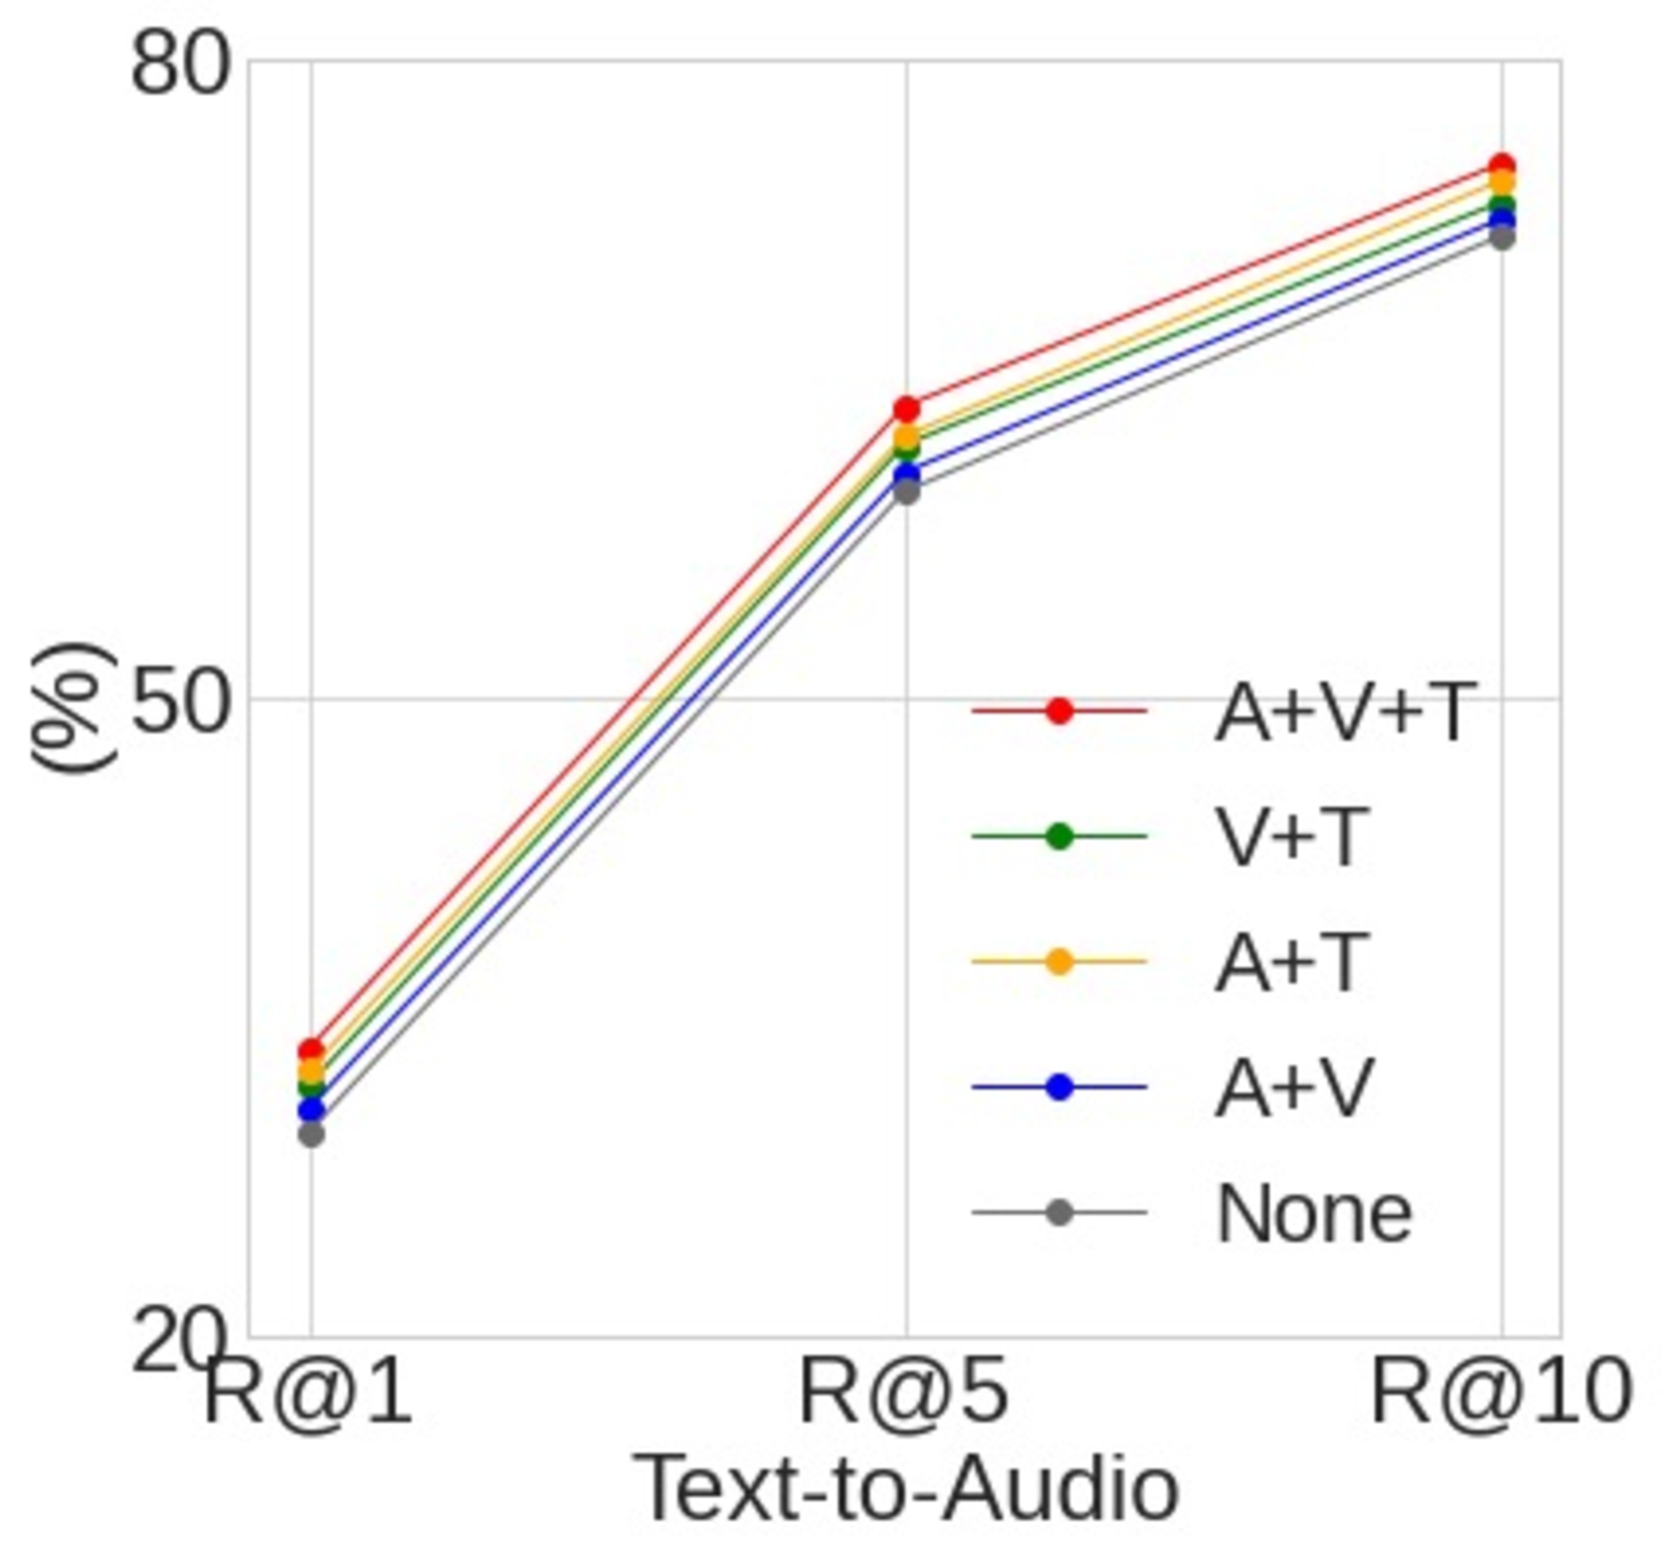 80
(%)
50
A+V+T
V+T
A+T
A+V
None
20
R@1 R@5 R@10
Text-to-Audio